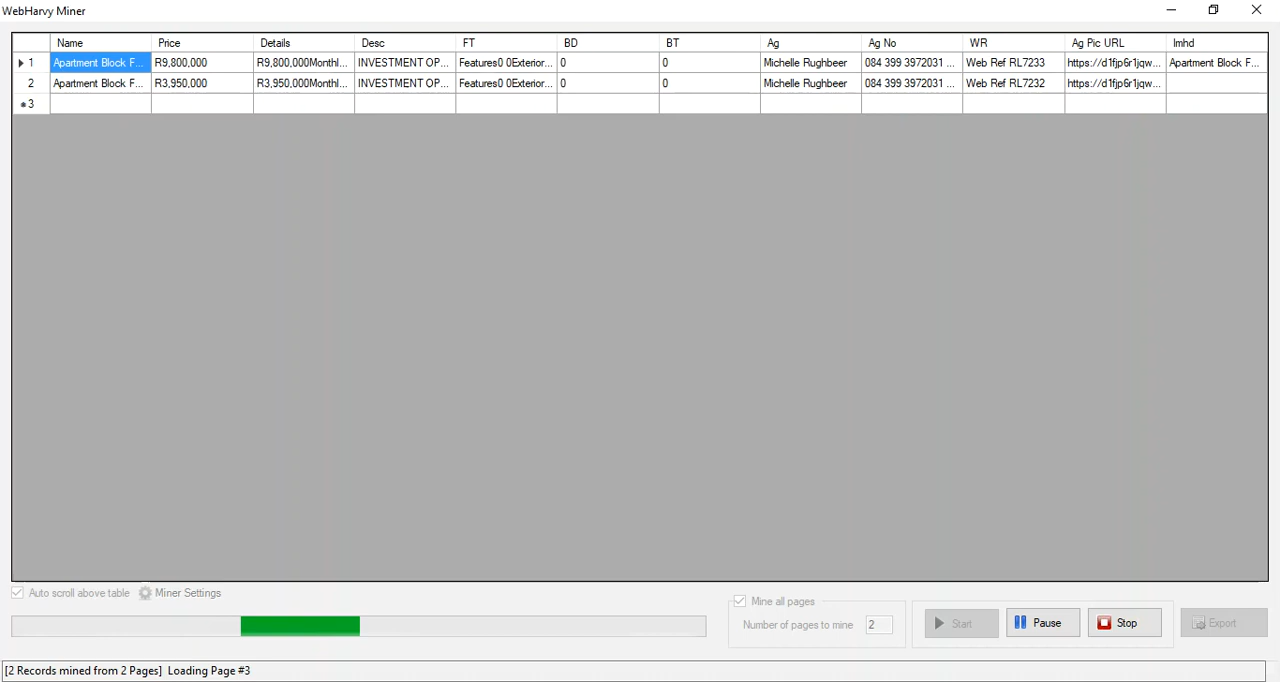 WebHarvy Miner
Name Price Details Desc FT BD BT Ag Ag No WR Ag Pic URL Imhd
1 Apartment Block F... R9,800,000 R9,800,000Monthl... INVESTMENT OP... Features0 0Exterior... 0 0 Michelle Rughbeer 084 399 3972031 ... Web Ref RL7233 https://d1fjp6r1jqw... Apartment Block F...
2 Apartment Block F... R3,950,000 R3,950,000Monthl... INVESTMENT OP... Features0 0Exterior... 0 0 Michelle Rughbeer 084 399 3972031 ... Web Ref RL7232 https://d1fjp6r1jqw...
3
Auto scroll above table Miner Settings
Mine all pages
Number of pages to mine 2
Start Pause Stop Export
[2 Records mined from 2 Pages] Loading Page #3